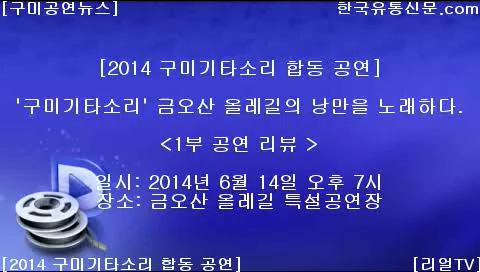 [구미공연뉴스] 한국유통신문.com
[2014 구미기타소리 합동 공연]
'구미기타소리' 금오산 올레길의 낭만을 노래하다.
<1부 공연 리뷰 >
일시: 2014년 6월 14일 오후 7시
장소: 금오산 올레길 특설공연장
[2014 구미기타소리 합동 공연] [리얼TV]